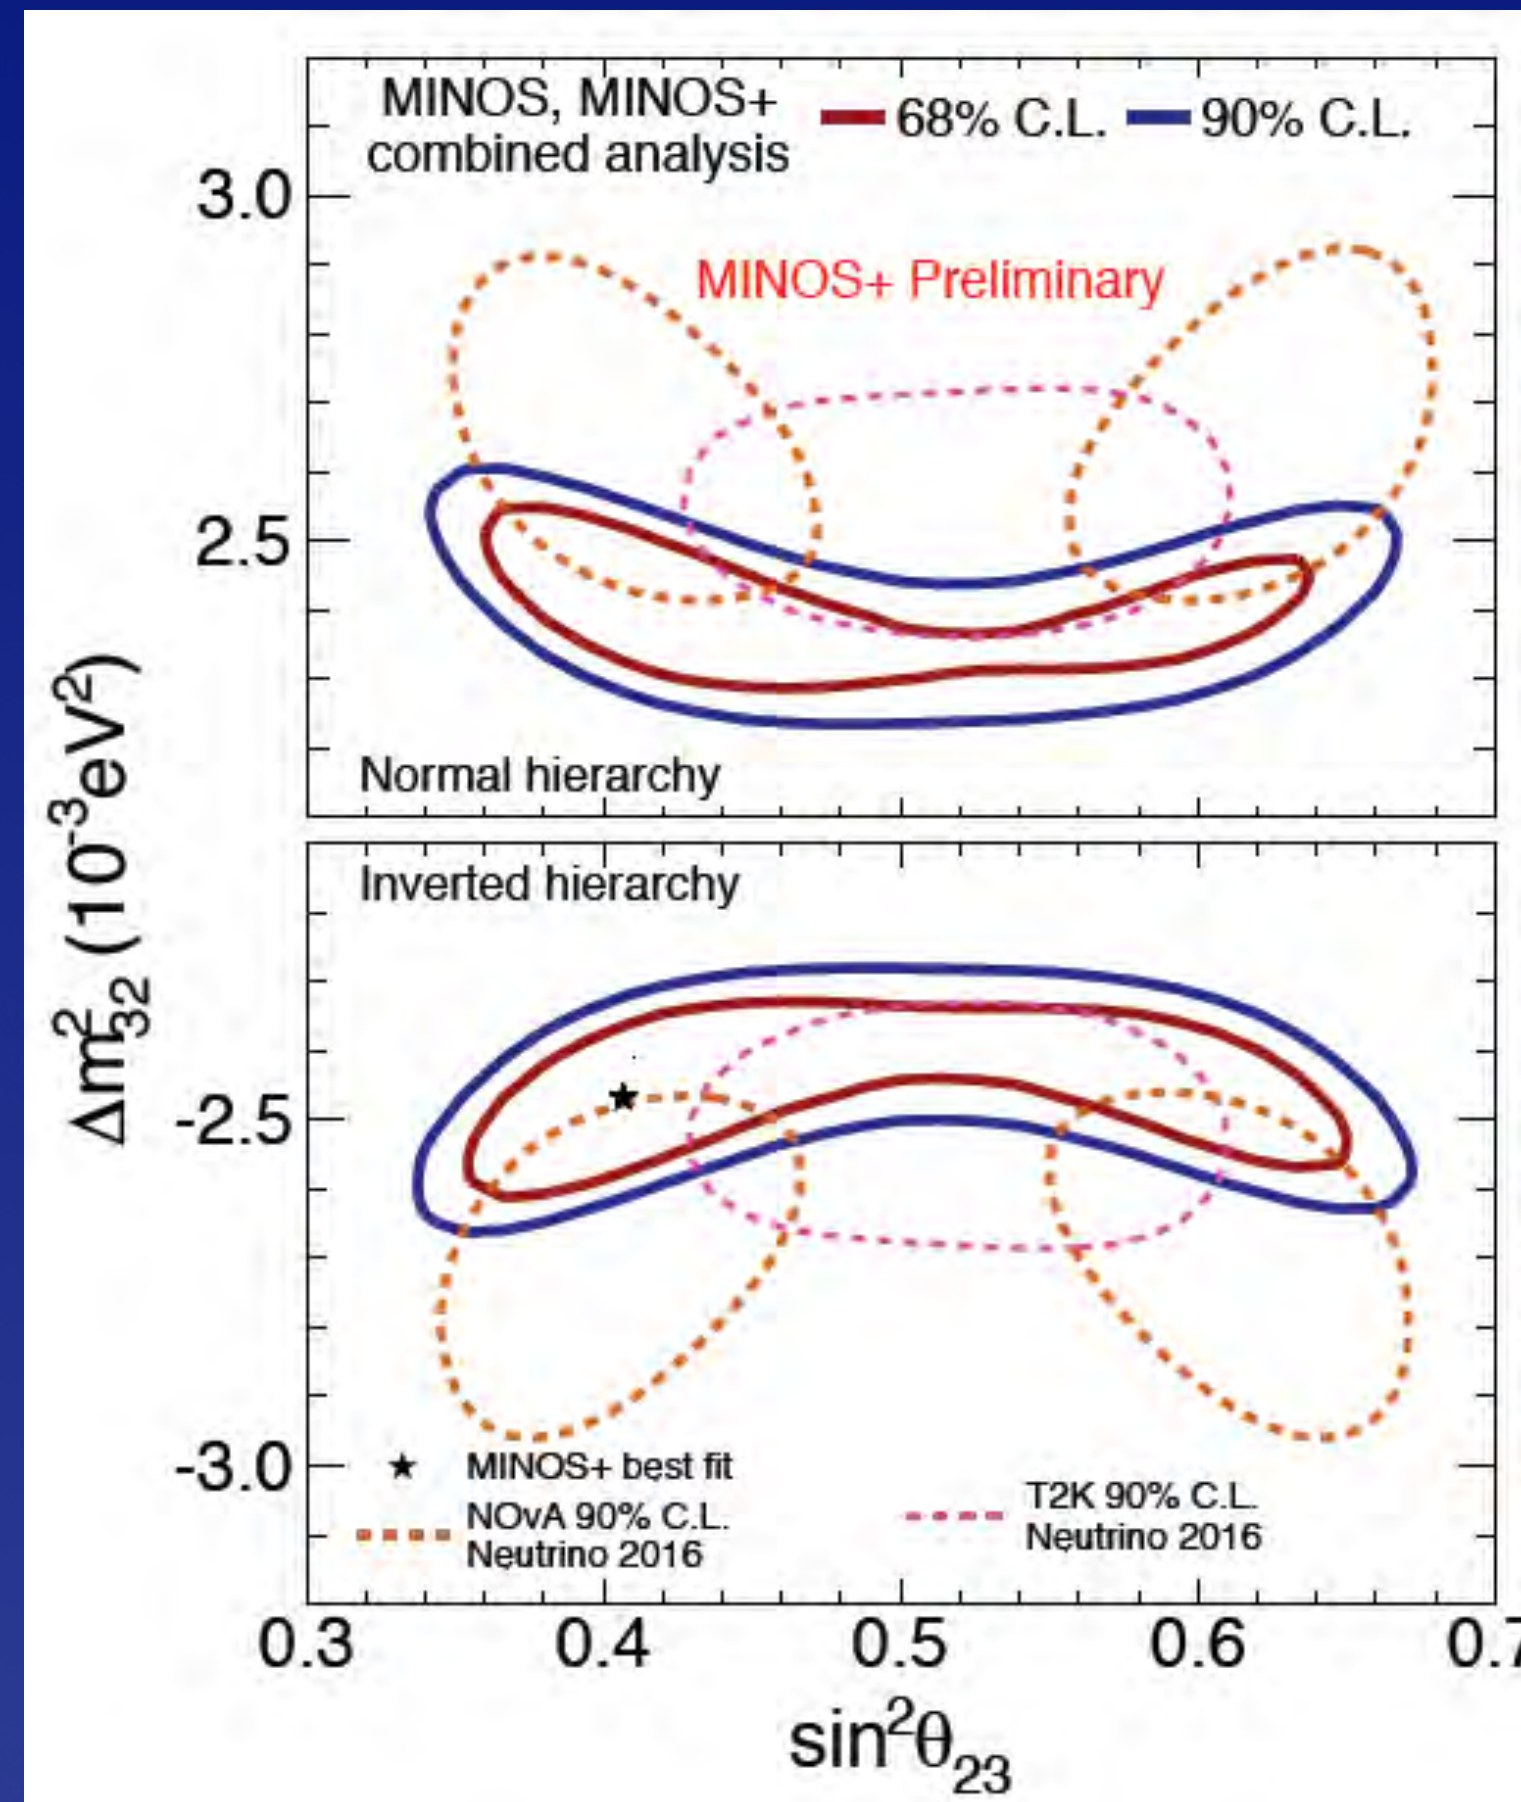 MINOS, MINOS+
combined analysis
68% C.L.
90% C.L.
3.0
MINOS+ Preliminary
2.5
Normal hierarchy
Δm²₃₂ (10⁻³eV²)
Inverted hierarchy
-2.5
-3.0
MINOS+ best fit
NOvA 90% C.L.
Neutrino 2016
T2K 90% C.L.
Neutrino 2016
0.3 0.4 0.5 0.6 0.7
sin²θ₂₃